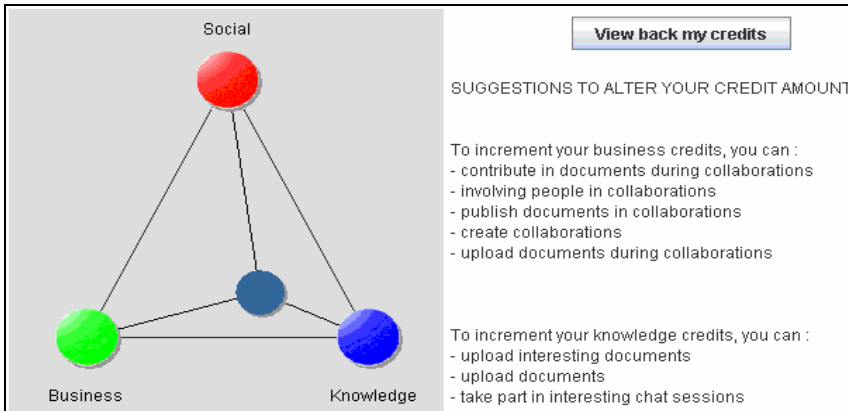 Social
Business
Knowledge
View back my credits
SUGGESTIONS TO ALTER YOUR CREDIT AMOUNT
To increment your business credits, you can :
- contribute in documents during collaborations
- involving people in collaborations
- publish documents in collaborations
- create collaborations
- upload documents during collaborations
To increment your knowledge credits, you can :
- upload interesting documents
- upload documents
- take part in interesting chat sessions